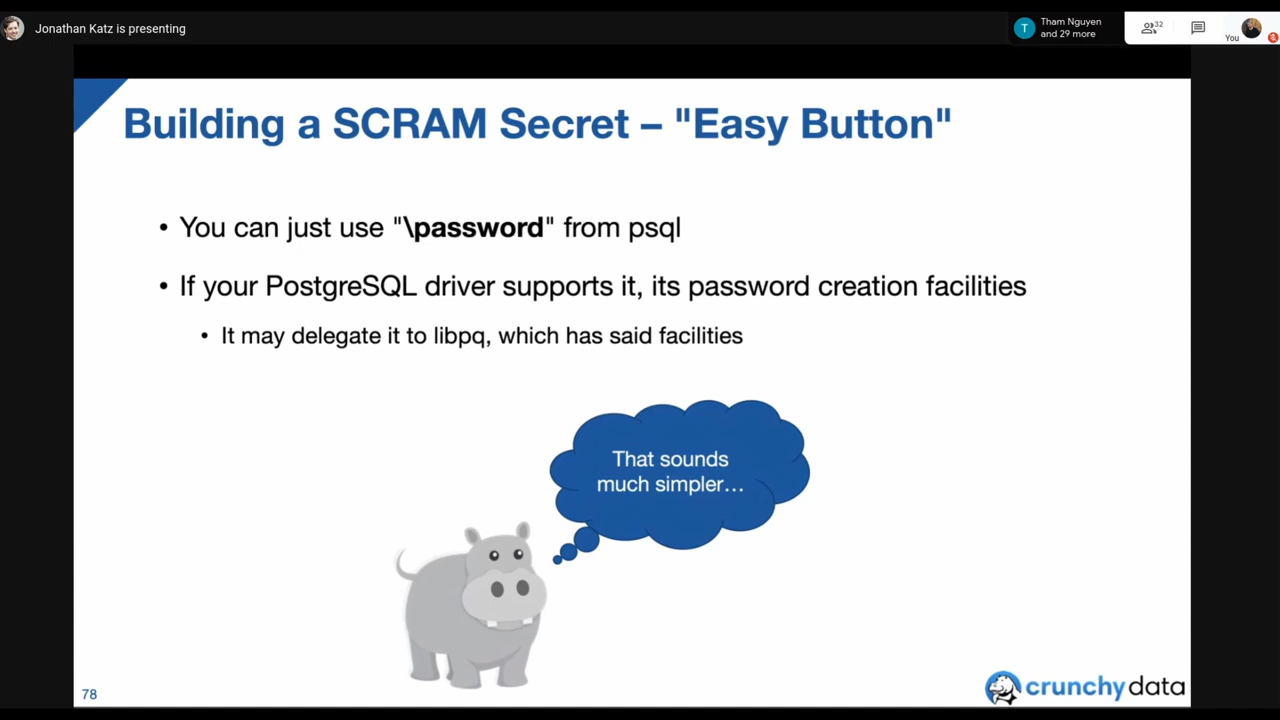 Jonathan Katz is presenting
T
Tham Nguyen
and 29 more
32
You
Building a SCRAM Secret – "Easy Button"
• You can just use "\password" from psql
• If your PostgreSQL driver supports it, its password creation facilities
• It may delegate it to libpq, which has said facilities
That sounds
much simpler…
78
crunchydata